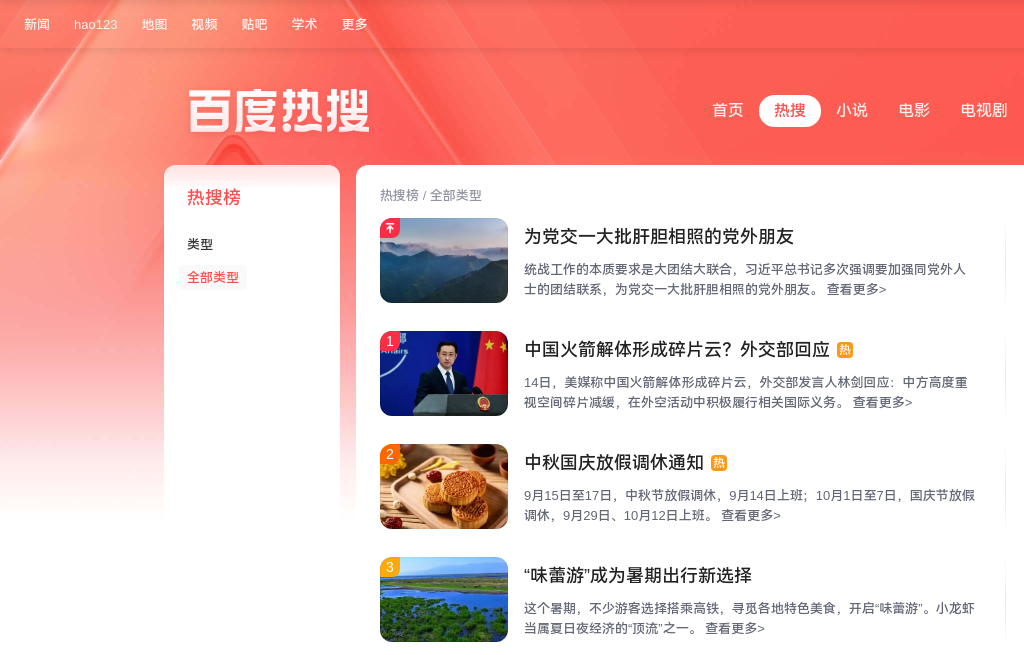 新闻 hao123 地图 视频 贴吧 学术 更多
百度热搜
首页 热搜 小说 电影 电视剧
热搜榜
类型
全部类型
热搜榜 / 全部类型
为党交一大批肝胆相照的党外朋友
统战工作的本质要求是大团结大联合，习近平总书记多次强调要加强同党外人
士的团结联系，为党交一大批肝胆相照的党外朋友。 查看更多>
1
中国火箭解体形成碎片云？外交部回应 热
14日，美媒称中国火箭解体形成碎片云，外交部发言人林剑回应：中方高度重
视空间碎片减缓，在外空活动中积极履行相关国际义务。 查看更多>
2
中秋国庆放假调休通知 热
9月15日至17日，中秋节放假调休，9月14日上班；10月1日至7日，国庆节放假
调休，9月29日、10月12日上班。 查看更多>
3
“味蕾游”成为暑期出行新选择
这个暑期，不少游客选择搭乘高铁，寻觅各地特色美食，开启“味蕾游”。小龙虾
当属夏日夜经济的“顶流”之一。 查看更多>